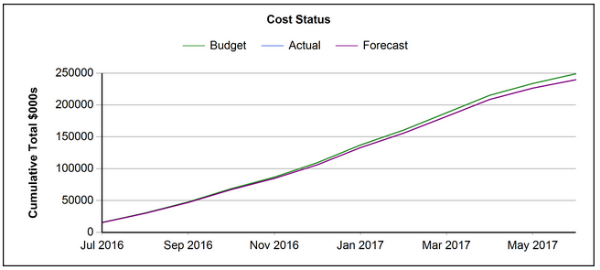 Cost Status
Budget Actual Forecast
Cumulative Total $000s
250000
200000
150000
100000
50000
0
Jul 2016 Sep 2016 Nov 2016 Jan 2017 Mar 2017 May 2017